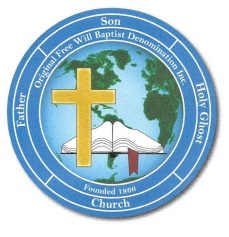 Son
Original Free Will Baptist Denomination Inc
Father
Holy Ghost
Founded 1866
Church